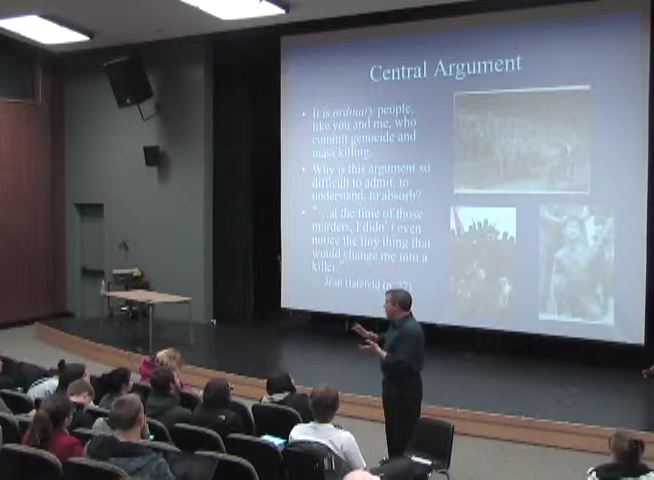 Central Argument
• It is ordinary people,
like you and me, who
commit genocide and
mass killing.
• Why is this argument so
difficult to admit, to
understand, to absorb?
• "…at the time of those
murders, I didn't even
notice the tiny thing that
would change me into a
killer."
Jean Hatzfeld